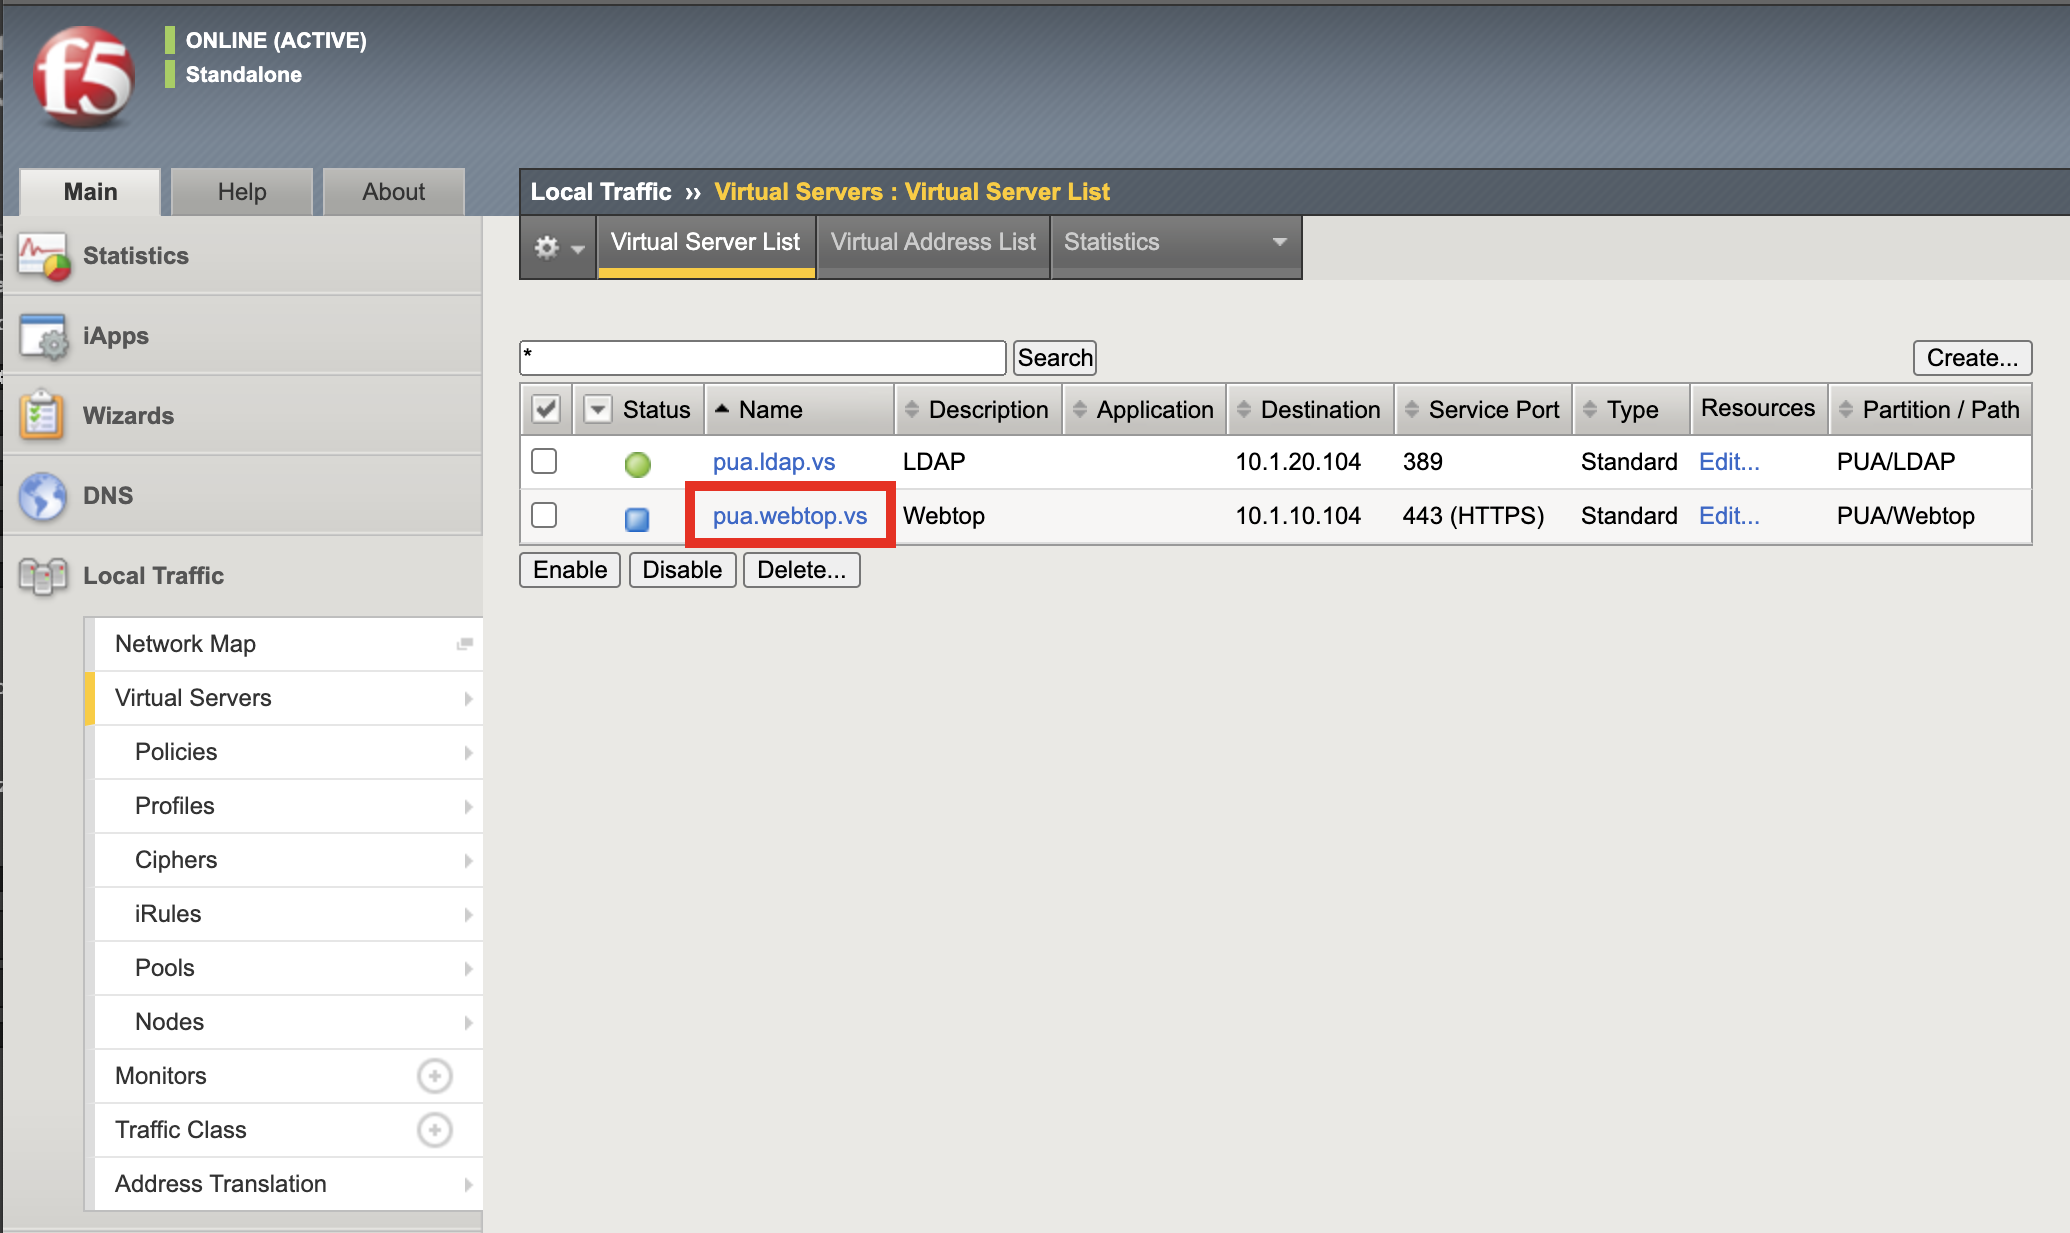 f5
ONLINE (ACTIVE)
Standalone
Main Help About
Local Traffic ›› Virtual Servers : Virtual Server List
Virtual Server List Virtual Address List Statistics
Statistics
iApps
Wizards
DNS
Local Traffic
Network Map
Virtual Servers
Policies
Profiles
Ciphers
iRules
Pools
Nodes
Monitors
Traffic Class
Address Translation
* Search Create...
Status Name Description Application Destination Service Port Type Resources Partition / Path
pua.ldap.vs LDAP 10.1.20.104 389 Standard Edit... PUA/LDAP
pua.webtop.vs Webtop 10.1.10.104 443 (HTTPS) Standard Edit... PUA/Webtop
Enable Disable Delete...